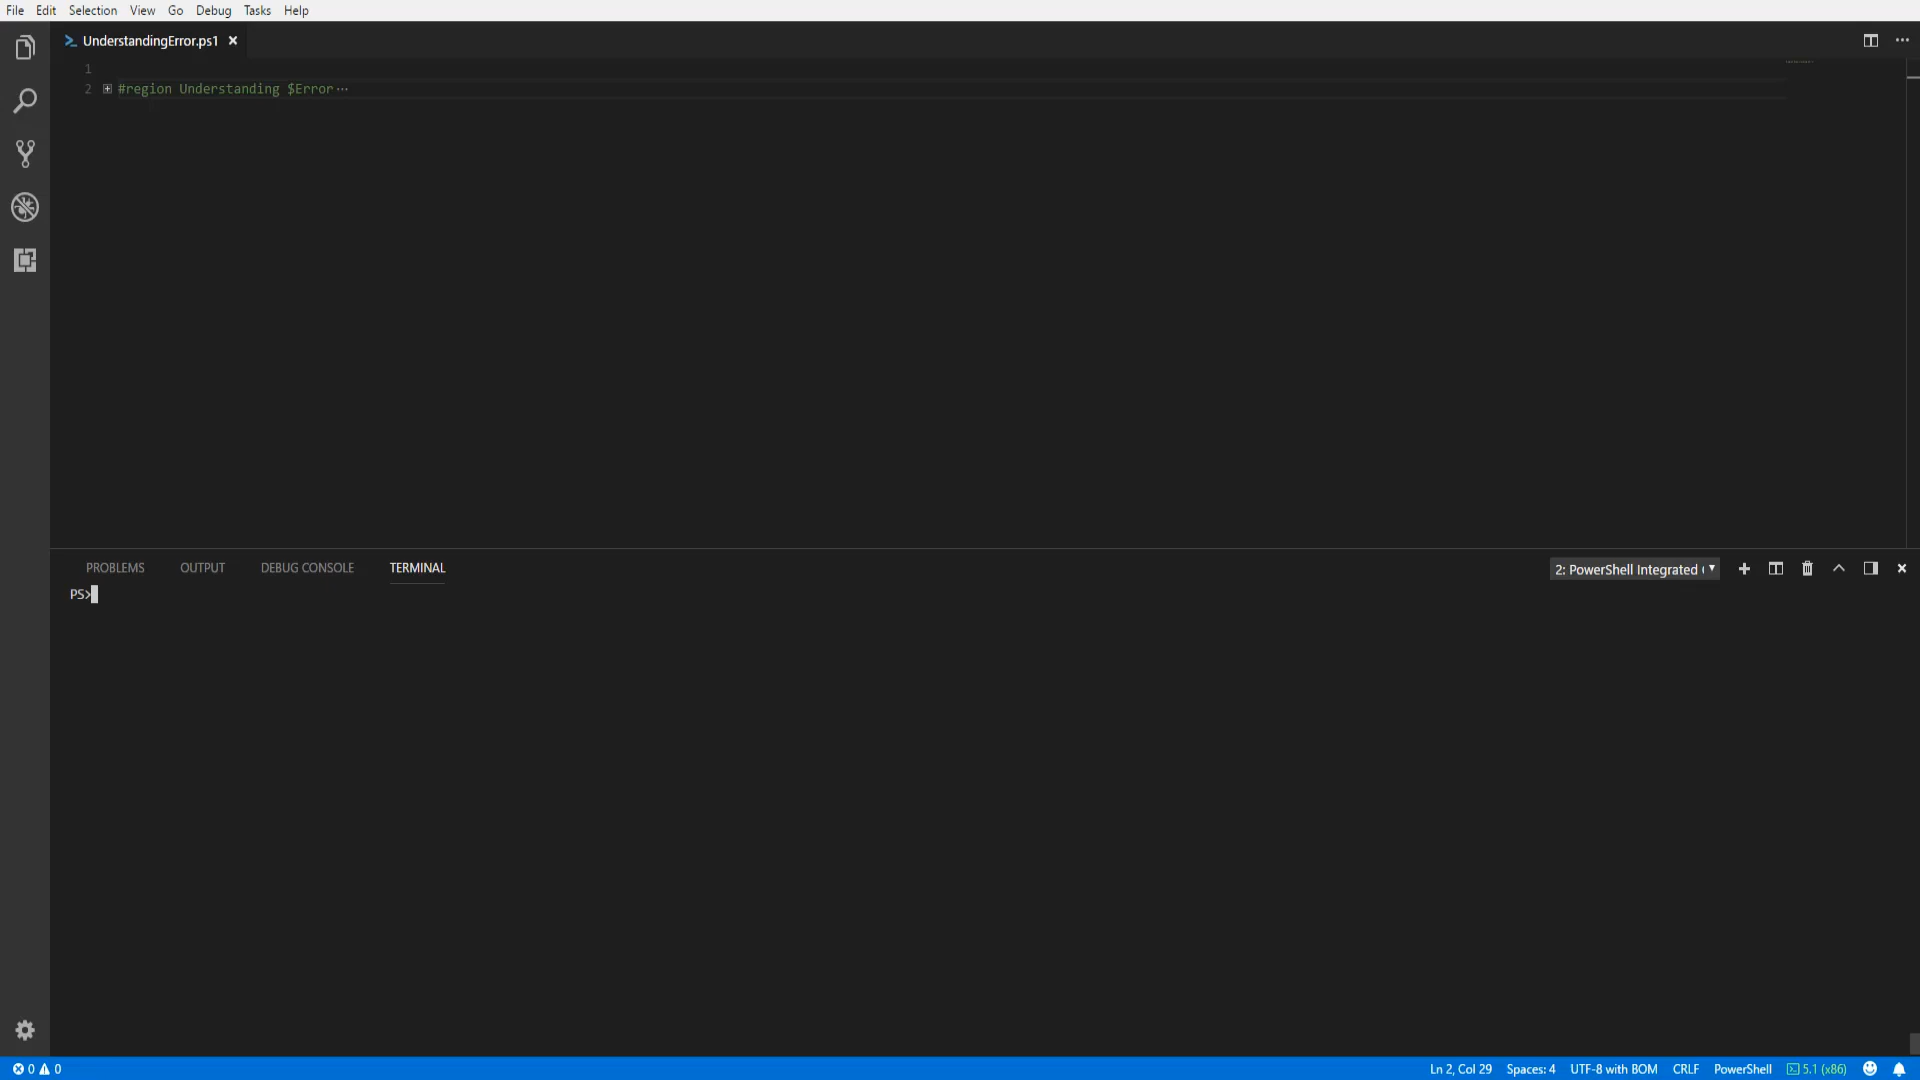 File Edit Selection View Go Debug Tasks Help
UnderstandingError.ps1
1
2 #region Understanding $Error
PROBLEMS OUTPUT DEBUG CONSOLE TERMINAL 2: PowerShell Integrated
PS>
0 0 Ln 2, Col 29 Spaces: 4 UTF-8 with BOM CRLF PowerShell 5.1 (x86)